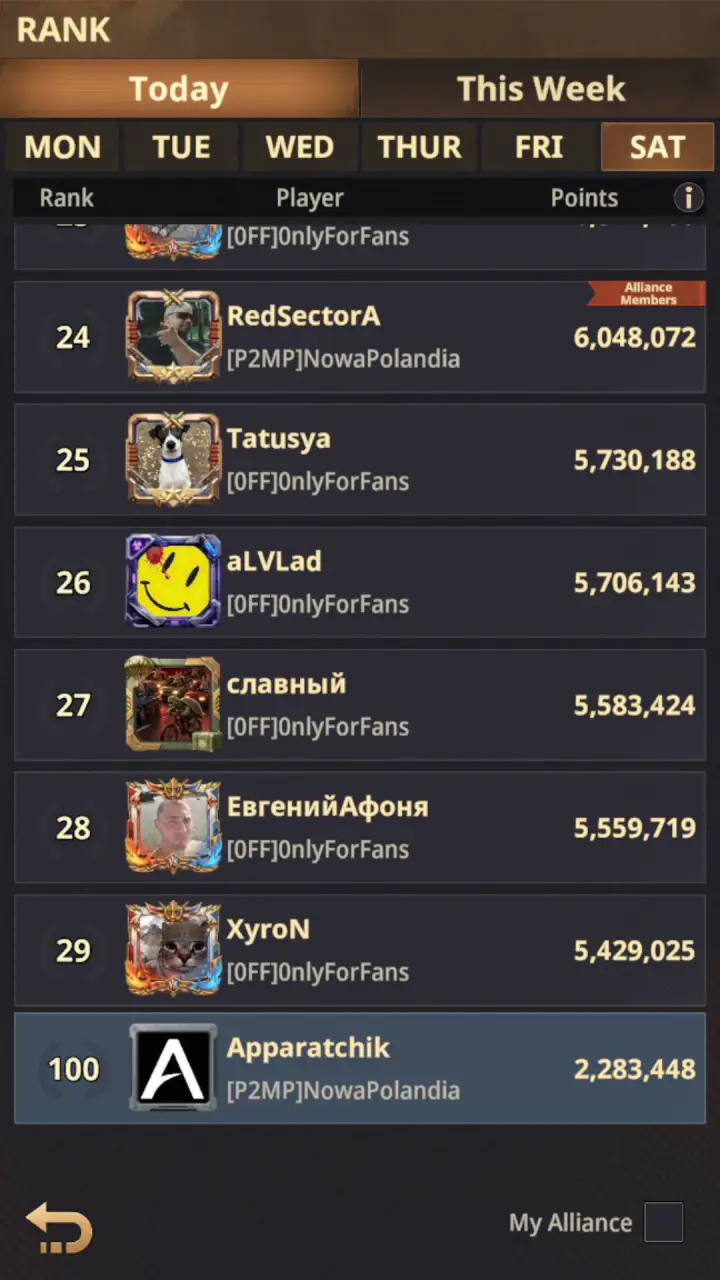 RANK
Today
This Week
MON
TUE
WED
THUR
FRI
SAT
Rank
Player
Points
i
[0FF]0nlyForFans
24
RedSectorA
[P2MP]NowaPolandia
Alliance
Members
6,048,072
25
Tatusya
[0FF]0nlyForFans
5,730,188
26
aLVLad
[0FF]0nlyForFans
5,706,143
27
славный
[0FF]0nlyForFans
5,583,424
28
ЕвгенийАфоня
[0FF]0nlyForFans
5,559,719
29
XyroN
[0FF]0nlyForFans
5,429,025
100
Apparatchik
[P2MP]NowaPolandia
2,283,448
My Alliance